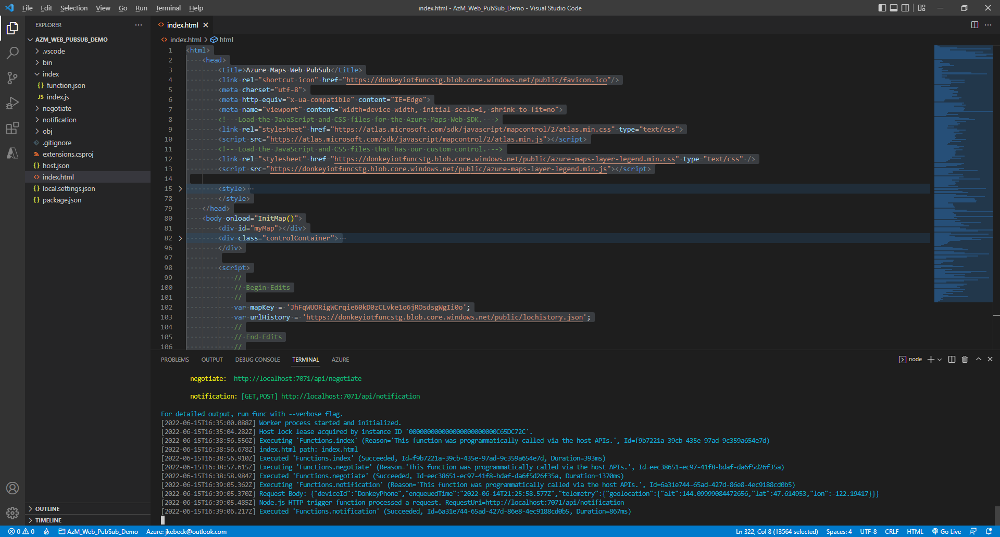 File Edit Selection View Go Run Terminal Help
index.html - AzM_Web_PubSub_Demo - Visual Studio Code
EXPLORER
AZM_WEB_PUBSUB_DEMO
.vscode
bin
index
function.json
JS index.js
negotiate
notification
obj
.gitignore
extensions.csproj
host.json
index.html
local.settings.json
package.json
OUTLINE
TIMELINE
index.html
index.html > html
1 <html>
2 <head>
3 <title>Azure Maps Web PubSub</title>
4 <link rel="shortcut icon" href="https://donkeyiotfuncstg.blob.core.windows.net/public/favicon.ico"/>
5 <meta charset="utf-8">
6 <meta http-equiv="x-ua-compatible" content="IE=Edge">
7 <meta name="viewport" content="width=device-width, initial-scale=1, shrink-to-fit=no">
8 <!-- Load the JavaScript and CSS files for the Azure Maps Web SDK. -->
9 <link rel="stylesheet" href="https://atlas.microsoft.com/sdk/javascript/mapcontrol/2/atlas.min.css" type="text/css">
10 <script src="https://atlas.microsoft.com/sdk/javascript/mapcontrol/2/atlas.min.js"></script>
11 <!-- Load the JavaScript and CSS files that has our custom control. -->
12 <link rel="stylesheet" href="https://donkeyiotfuncstg.blob.core.windows.net/public/azure-maps-layer-legend.min.css" type="text/css" />
13 <script src="https://donkeyiotfuncstg.blob.core.windows.net/public/azure-maps-layer-legend.min.js"></script>
14
15 <style>…
78 </style>
79 </head>
80 <body onload="InitMap()">
81 <div id="myMap"></div>
82 <div class="controlContainer">…
96 </div>
97
98 <script>
99 //
100 // Begin Edits
101 //
102 var mapKey = 'JhFqWUORigWCrqie60kD0zCLvke1o6jROsdsgWgIi0o';
103 var urlHistory = 'https://donkeyiotfuncstg.blob.core.windows.net/public/lochistory.json';
104 //
105 // End Edits
106 //
PROBLEMS OUTPUT DEBUG CONSOLE TERMINAL AZURE
node
negotiate: http://localhost:7071/api/negotiate
notification: [GET,POST] http://localhost:7071/api/notification
For detailed output, run func with --verbose flag.
[2022-06-15T16:35:00.088Z] Worker process started and initialized.
[2022-06-15T16:35:04.282Z] Host lock lease acquired by instance ID '000000000000000000000000C65DC72C'.
[2022-06-15T16:38:56.556Z] Executing 'Functions.index' (Reason='This function was programmatically called via the host APIs.', Id=f9b7221a-39cb-435e-97ad-9c359a654e7d)
[2022-06-15T16:38:56.678Z] index.html path: index.html
[2022-06-15T16:38:56.910Z] Executed 'Functions.index' (Succeeded, Id=f9b7221a-39cb-435e-97ad-9c359a654e7d, Duration=393ms)
[2022-06-15T16:38:57.615Z] Executing 'Functions.negotiate' (Reason='This function was programmatically called via the host APIs.', Id=eec38651-ec97-41f8-bdaf-da6f5d26f35a)
[2022-06-15T16:38:58.984Z] Executed 'Functions.negotiate' (Succeeded, Id=eec38651-ec97-41f8-bdaf-da6f5d26f35a, Duration=1370ms)
[2022-06-15T16:39:05.362Z] Executing 'Functions.notification' (Reason='This function was programmatically called via the host APIs.', Id=6a31e744-65ad-427d-86e8-4ec9188cd0b5)
[2022-06-15T16:39:05.370Z] Request Body: {"deviceId":"DonkeyPhone","enqueuedTime":"2022-06-14T21:25:58.577Z","telemetry":{"geolocation":{"alt":144.09999084472656,"lat":47.614953,"lon":-122.19417}}}
[2022-06-15T16:39:05.485Z] Node.js HTTP trigger function processed a request. RequestUri=http://localhost:7071/api/notification
[2022-06-15T16:39:06.217Z] Executed 'Functions.notification' (Succeeded, Id=6a31e744-65ad-427d-86e8-4ec9188cd0b5, Duration=867ms)
0 0 AzM_Web_PubSub_Demo Azure: jkebeck@outlook.com Ln 322, Col 8 (13564 selected) Spaces: 4 UTF-8 CRLF HTML Go Live